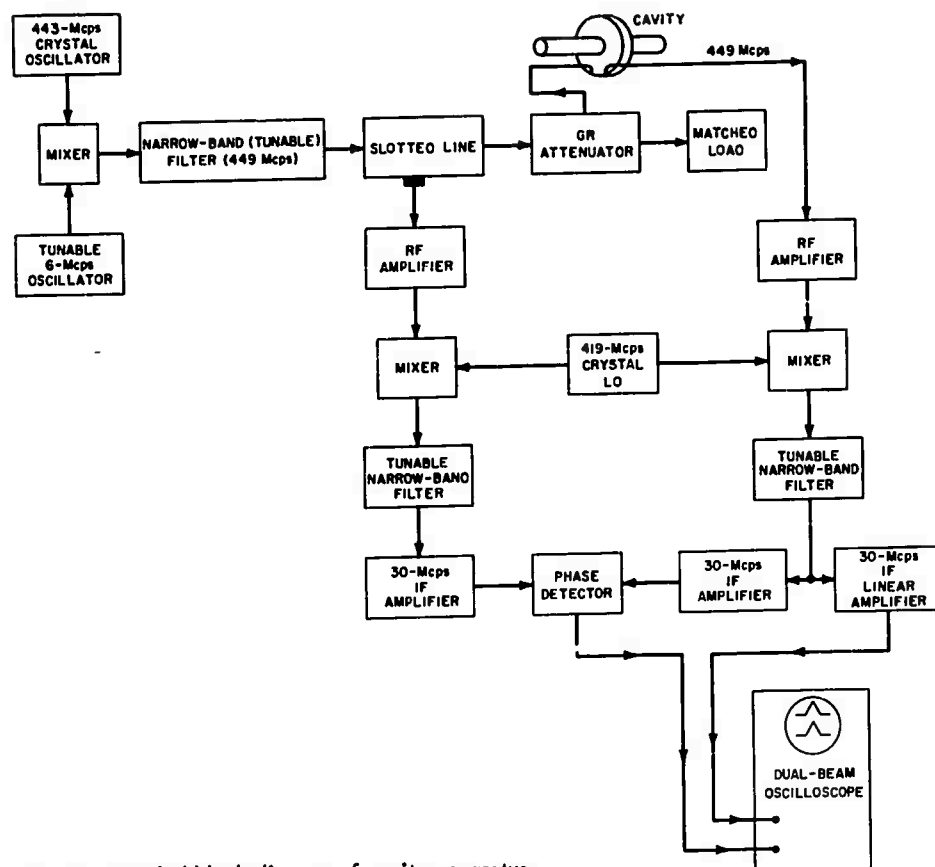 443-Mcps
CRYSTAL
OSCILLATOR
CAVITY
449 Mcps
MIXER
NARROW-BAND (TUNABLE)
FILTER (449 Mcps)
SLOTTEO LINE
GR
ATTENUATOR
MATCHEO
LOAO
TUNABLE
6-Mcps
OSCILLATOR
RF
AMPLIFIER
RF
AMPLIFIER
MIXER
419-Mcps
CRYSTAL
LO
MIXER
TUNABLE
NARROW-BANO
FILTER
TUNABLE
NARROW-BAND
FILTER
30-Mcps
IF
AMPLIFIER
PHASE
DETECTOR
30-Mcps
IF
AMPLIFIER
30-Mcps
IF
LINEAR
AMPLIFIER
DUAL-BEAM
OSCILLOSCOPE